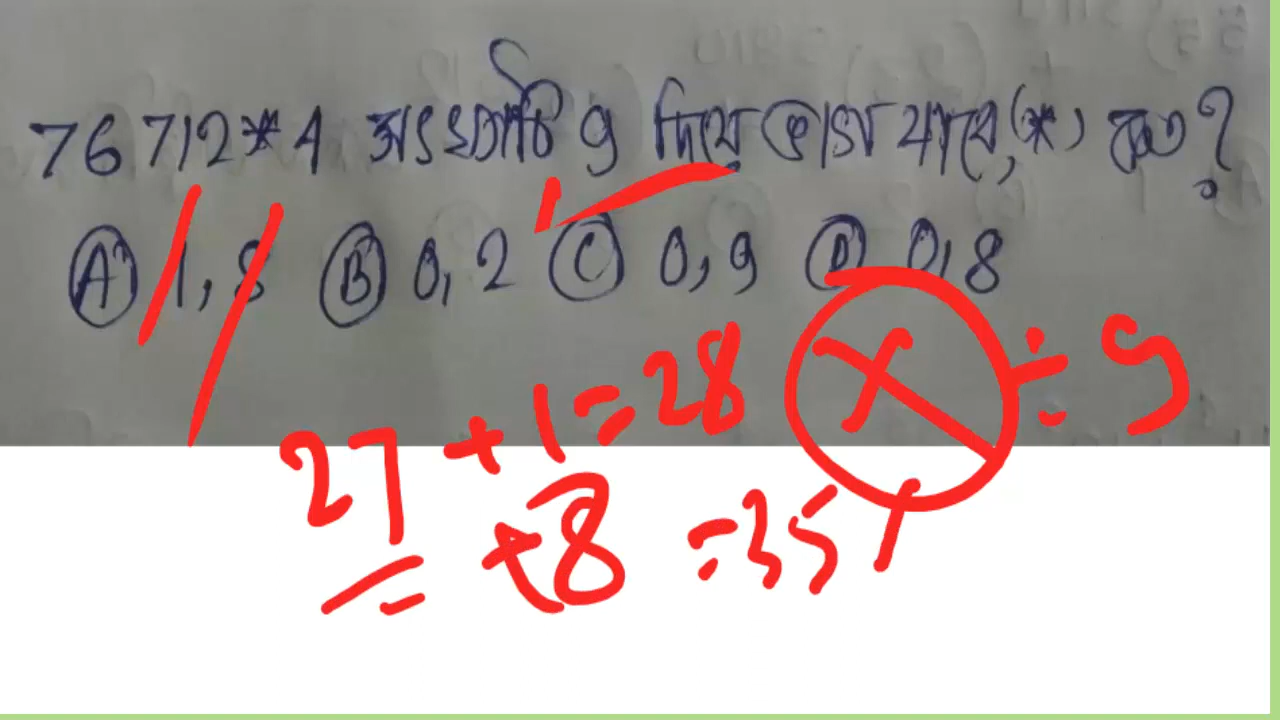 76712*4 সংখ্যাটি 9 দিয়ে ভাগ যাবে,(*) কত?
(A) 1, 8 (B) 0, 2 (C) 0, 9 (D) 0, 8
27 + 1 = 28 X ÷ 9
+8 = 35